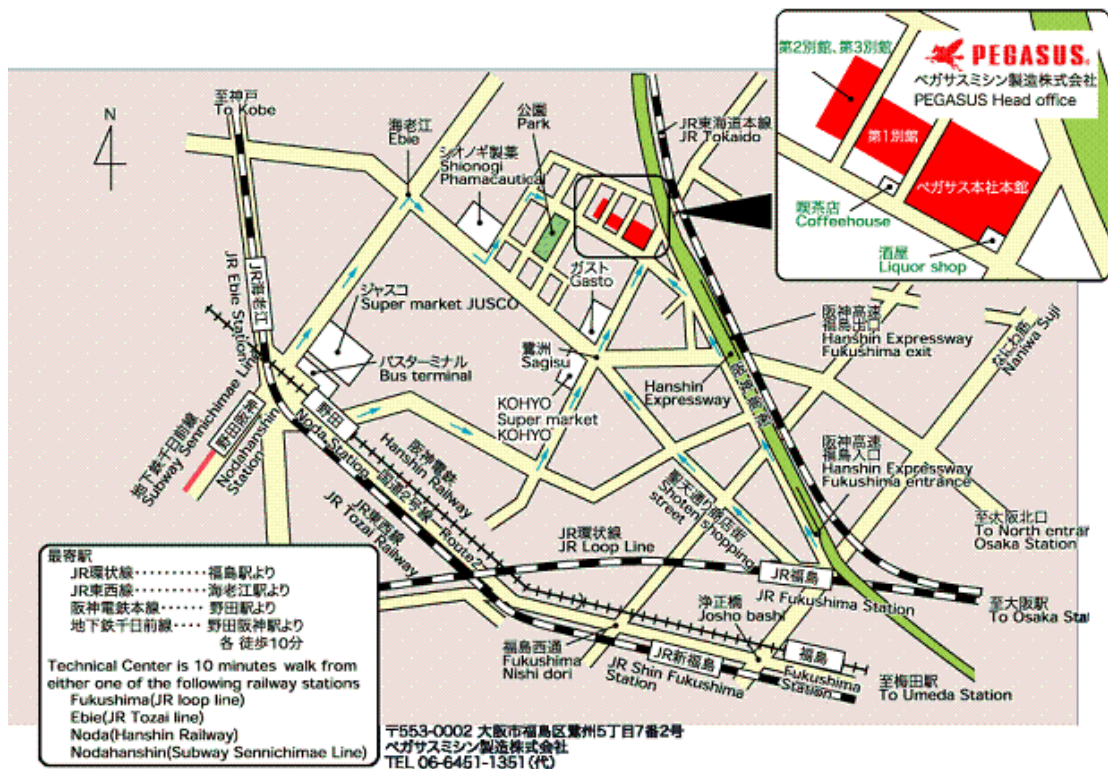 第2別館、第3別館
PEGASUS
ペガサスミシン製造株式会社
PEGASUS Head office
第1別館
ペガサス本社本館
喫茶店
Coffeehouse
酒屋
Liquor shop
N
至神戸
To Kobe
海老江
Ebie
公園
Park
シオノギ製薬
Shionogi
Phamacautical
JR東海道本線
JR Tokaido
ガスト
Gasto
ジャスコ
Super market JUSCO
バスターミナル
Bus terminal
JR海老江
JR Ebie Station
鷺洲
Sagisu
KOHYO
Super market
KOHYO
阪神高速
福島出口
Hanshin Expressway
Fukushima exit
Hanshin
Expressway
なにわ筋
Naniwa Suji
阪神高速
福島入口
Hanshin Expressway
Fukushima entrance
地下鉄千日前線
Subway Sennichimae Line
野田阪神
Nodahanshin
Station
野田
Noda Station
阪神電鉄
Hanshin Railway
国道2号線
Route2
JR東西線
JR Tozai Railway
聖天通り商店街
Shoten shopping
street
JR環状線
JR Loop Line
至大阪北口
To North entrar
Osaka Station
JR福島
JR Fukushima Station
至大阪駅
To Osaka Sta
浄正橋
Josho bashi
福島西通
Fukushima
Nishi dori
JR新福島
JR Shin Fukushima
Station
福島
Fukushima
Station
至梅田駅
To Umeda Station
最寄駅
JR環状線・・・・・・・・・・福島駅より
JR東西線・・・・・・・・・・海老江駅より
阪神電鉄本線・・・・・・野田駅より
地下鉄千日前線・・・・野田阪神駅より
各 徒歩10分
Technical Center is 10 minutes walk from
either one of the following railway stations
Fukushima(JR loop line)
Ebie(JR Tozai line)
Noda(Hanshin Railway)
Nodahanshin(Subway Sennichimae Line)
〒553-0002 大阪市福島区鷺州5丁目7番2号
ペガサスミシン製造株式会社
TEL 06-6451-1351(代)